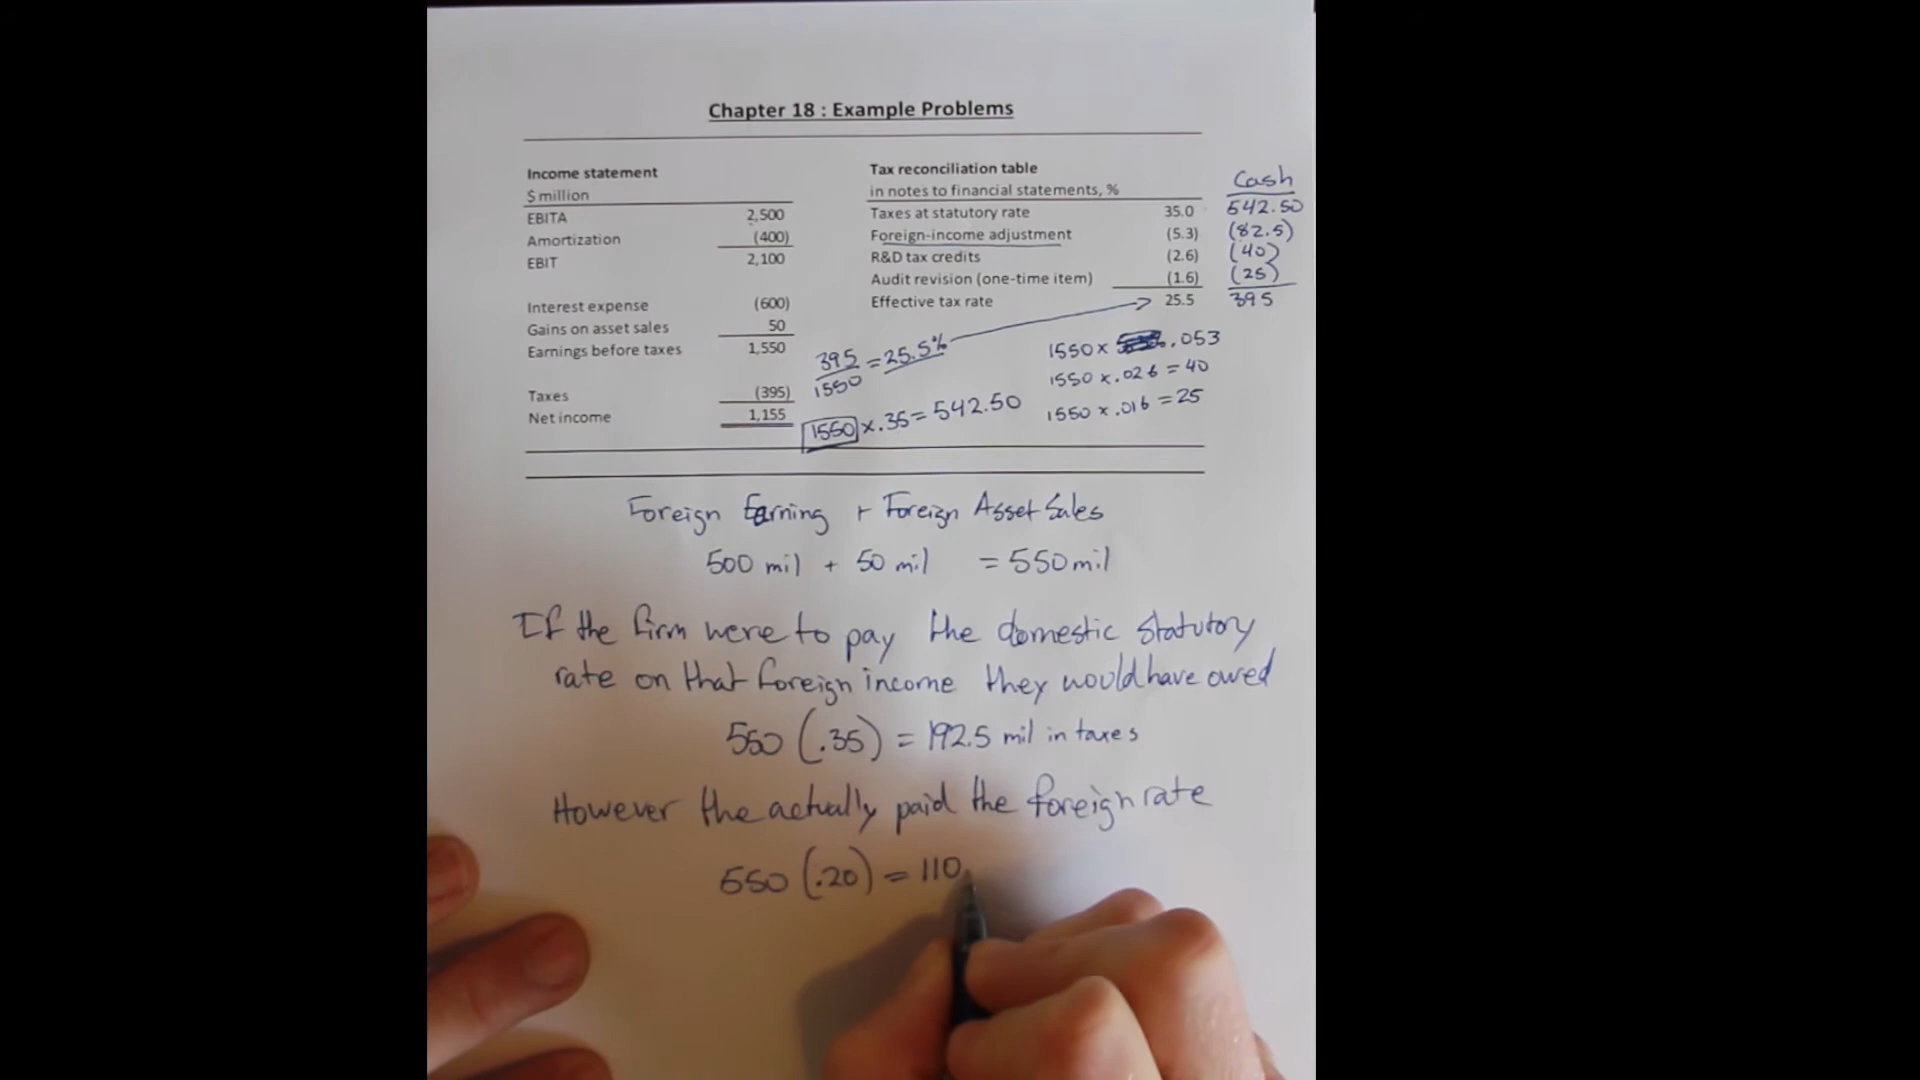 Chapter 18 : Example Problems
Income statement
$ million
EBITA 2,500
Amortization (400)
EBIT 2,100
Interest expense (600)
Gains on asset sales 50
Earnings before taxes 1,550
Taxes (395)
Net income 1,155
Tax reconciliation table
in notes to financial statements, %
Taxes at statutory rate 35.0
Foreign-income adjustment (5.3)
R&D tax credits (2.6)
Audit revision (one-time item) (1.6)
Effective tax rate 25.5
Cash
542.50
(82.5)
(40)
(25)
395
395/1550 = 25.5%
1550 x .35 = 542.50
1550 x .053
1550 x .026 = 40
1550 x .016 = 25
Foreign Earning + Foreign Asset Sales
500 mil + 50 mil = 550 mil
If the firm were to pay the domestic statutory
rate on that foreign income they would have owed
550 (.35) = 192.5 mil in taxes
However the actually paid the foreign rate
550 (.20) = 110